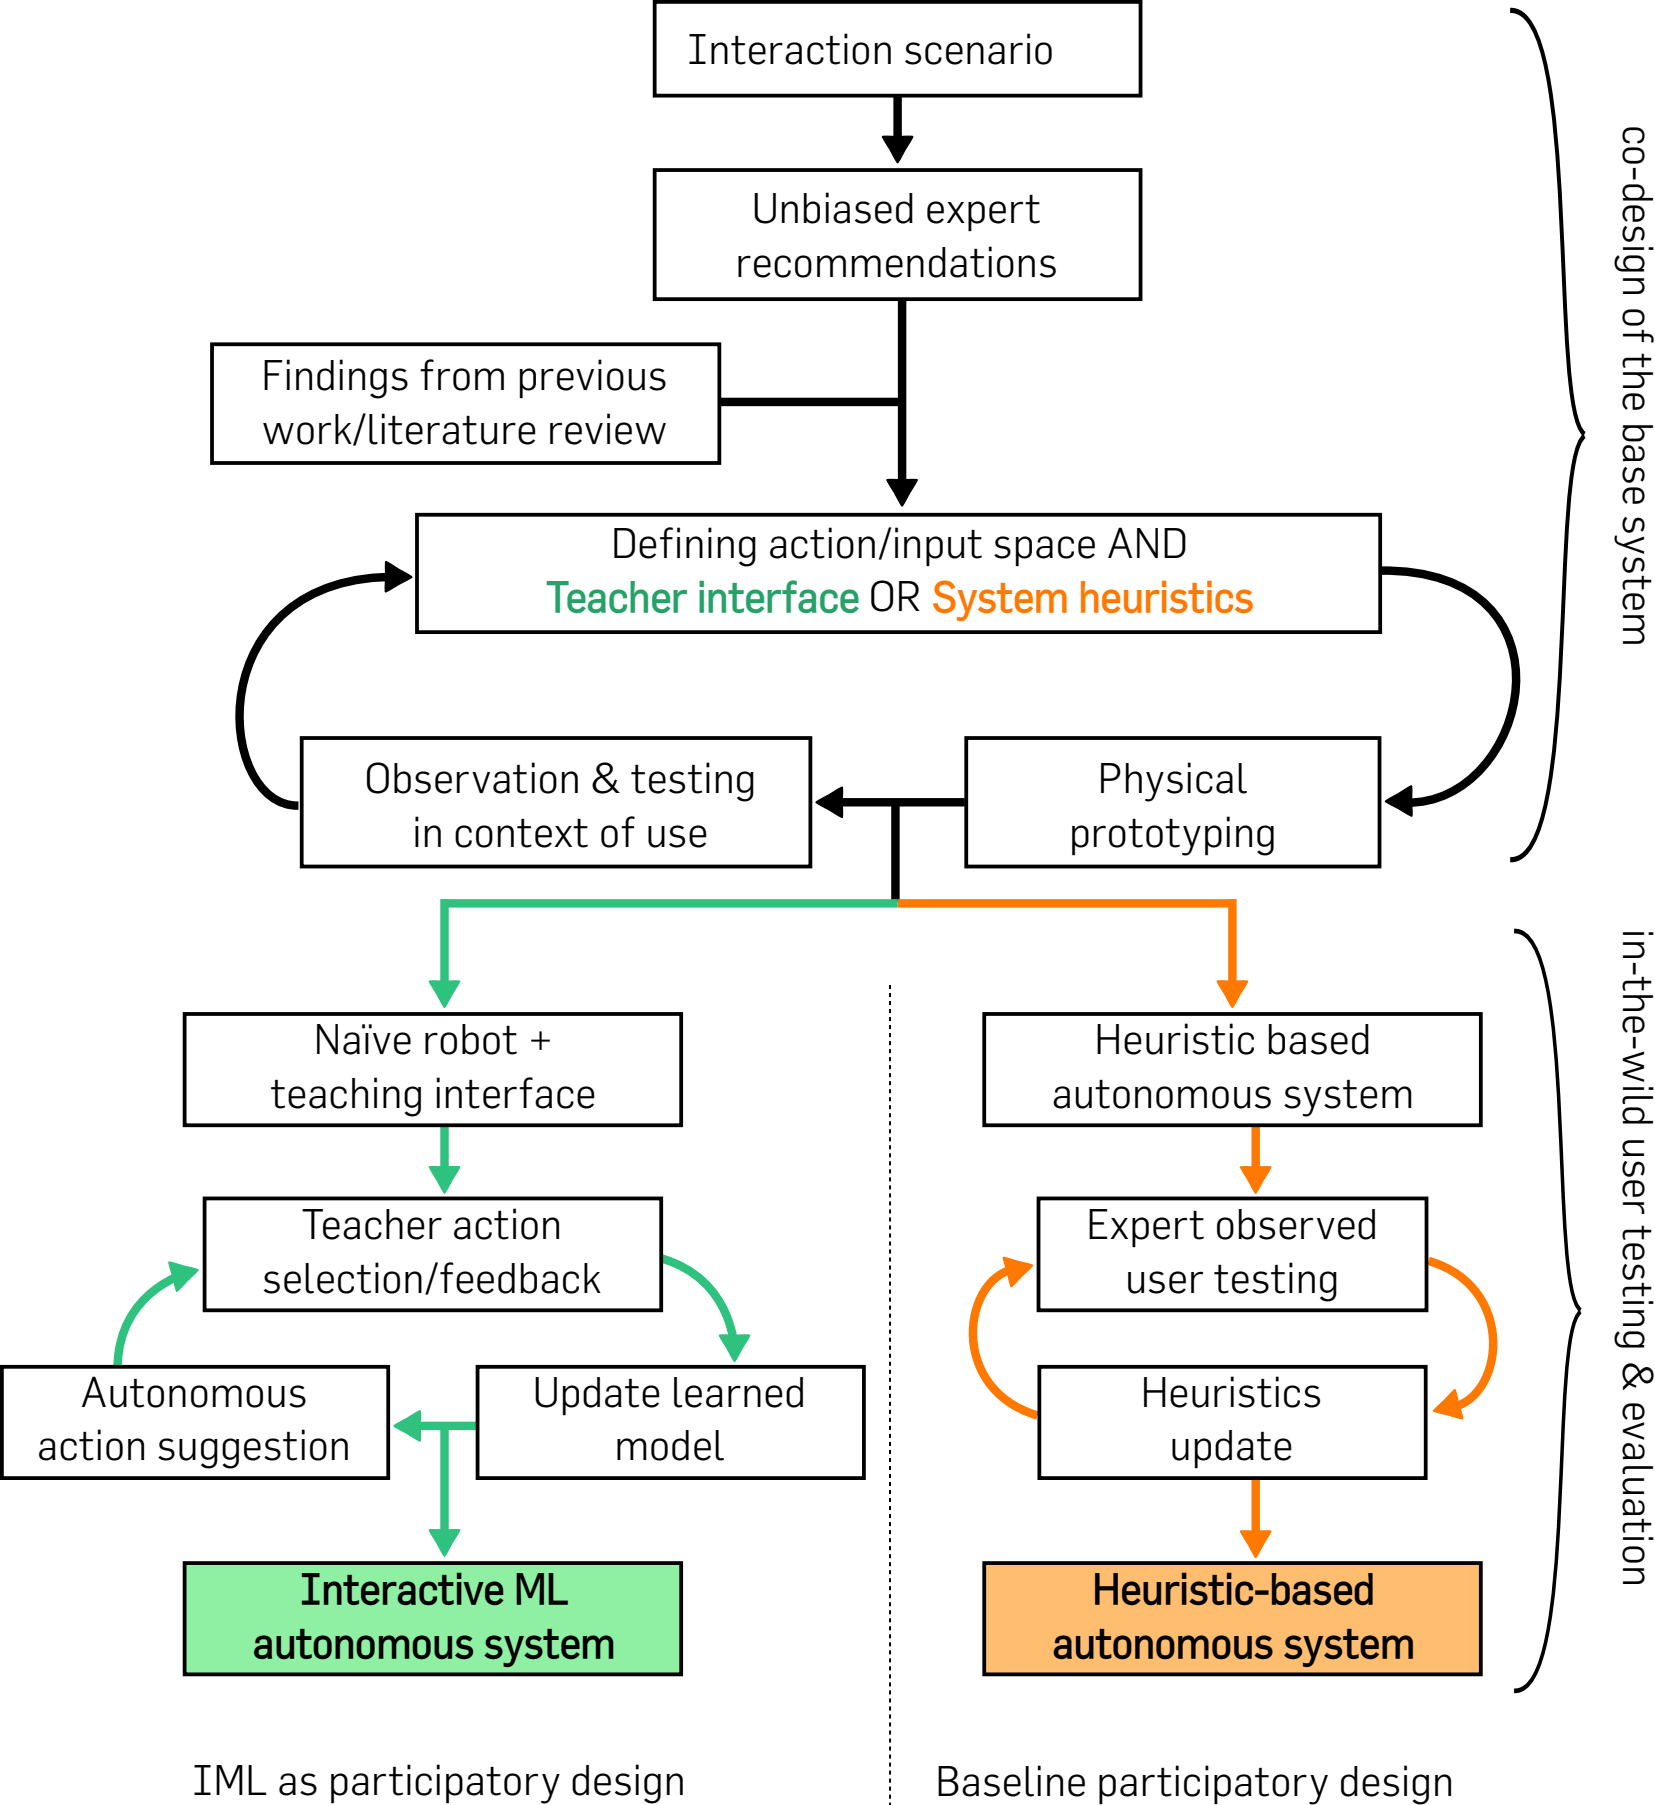 Interaction scenario
Unbiased expert
recommendations
Findings from previous
work/literature review
Defining action/input space AND
Teacher interface OR System heuristics
Observation & testing
in context of use
Physical
prototyping
co-design of the base system
Naïve robot +
teaching interface
Teacher action
selection/feedback
Autonomous
action suggestion
Update learned
model
Interactive ML
autonomous system
IML as participatory design
Heuristic based
autonomous system
Expert observed
user testing
Heuristics
update
Heuristic-based
autonomous system
Baseline participatory design
in-the-wild user testing & evaluation